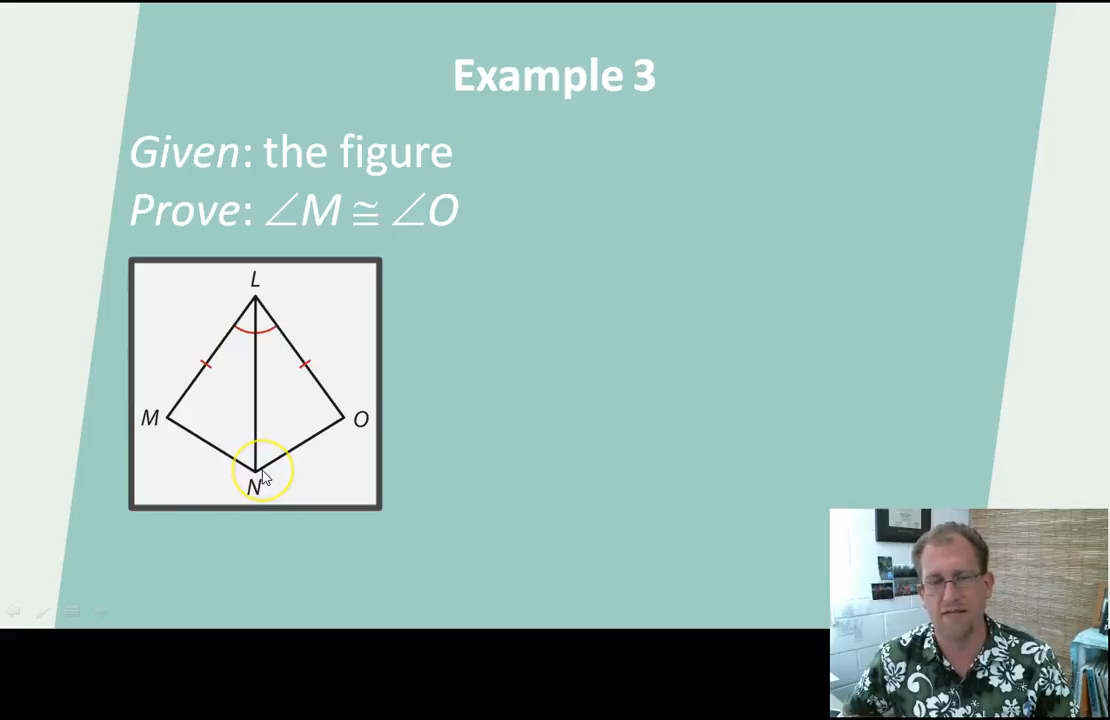 Example 3
Given: the figure
Prove: ∠M ≅ ∠O
L
M
O
N